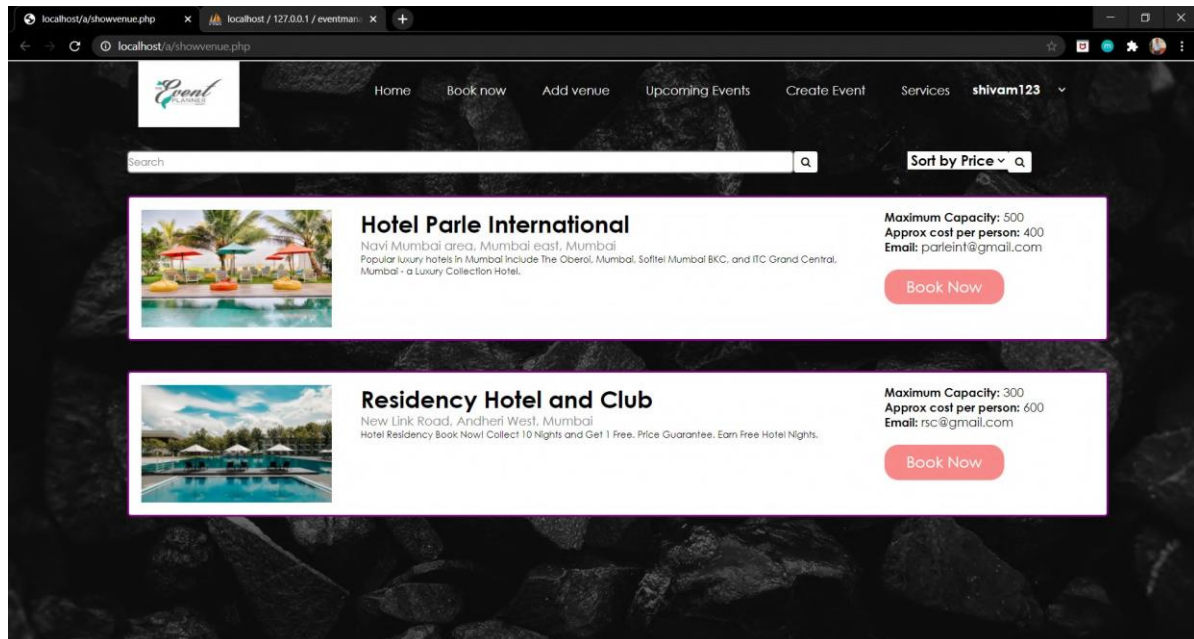 localhost/a/showvenue.php
localhost / 127.0.0.1 / eventmana
localhost/a/showvenue.php
Event
PLANNER
Home Book now Add venue Upcoming Events Create Event Services shivam123
Search
Sort by Price
Hotel Parle International
Navi Mumbai area, Mumbai east, Mumbai
Popular luxury hotels in Mumbai include The Oberoi, Mumbai, Sofitel Mumbai BKC, and ITC Grand Central,
Mumbai - a Luxury Collection Hotel.
Maximum Capacity: 500
Approx cost per person: 400
Email: parleint@gmail.com
Book Now
Residency Hotel and Club
New Link Road, Andheri West, Mumbai
Hotel Residency Book Now! Collect 10 Nights and Get 1 Free. Price Guarantee. Earn Free Hotel Nights.
Maximum Capacity: 300
Approx cost per person: 600
Email: rsc@gmail.com
Book Now